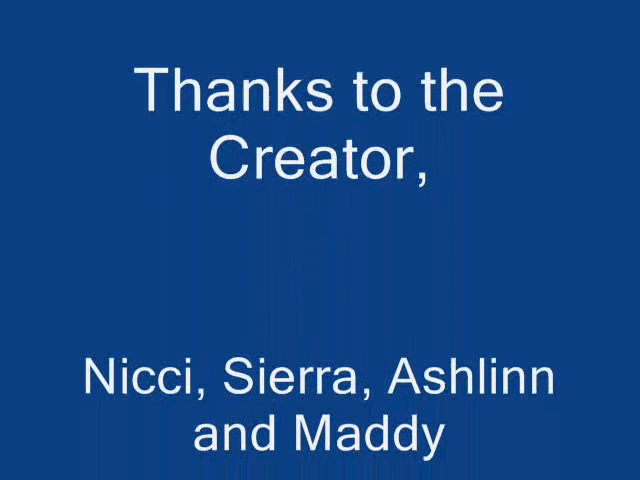 Thanks to the
Creator,
Nicci, Sierra, Ashlinn
and Maddy